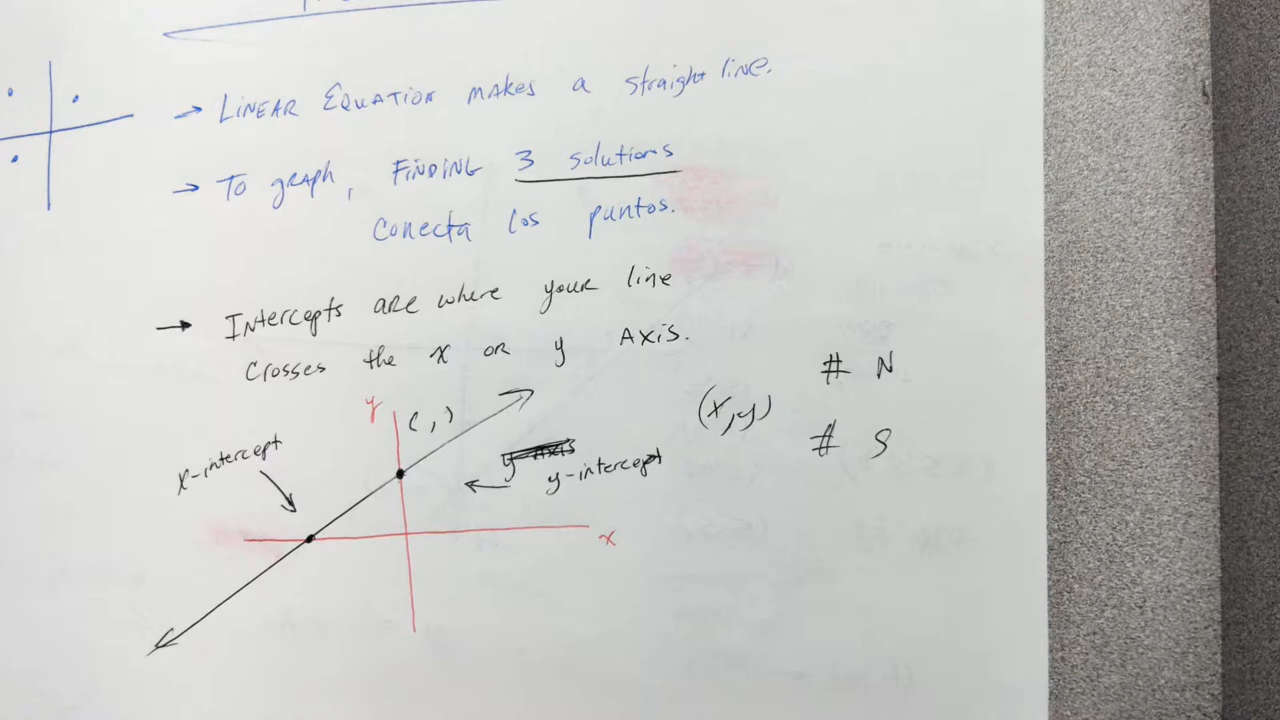 → LINEAR EQUATION MAKES A straight line.
→ To graph, FINDING 3 solutions
Conecta los puntos.
→ Intercepts are where your line
Crosses the x or y Axis.
# N
(x,y)
# S
y
(,)
x-intercept
y-intercept
x